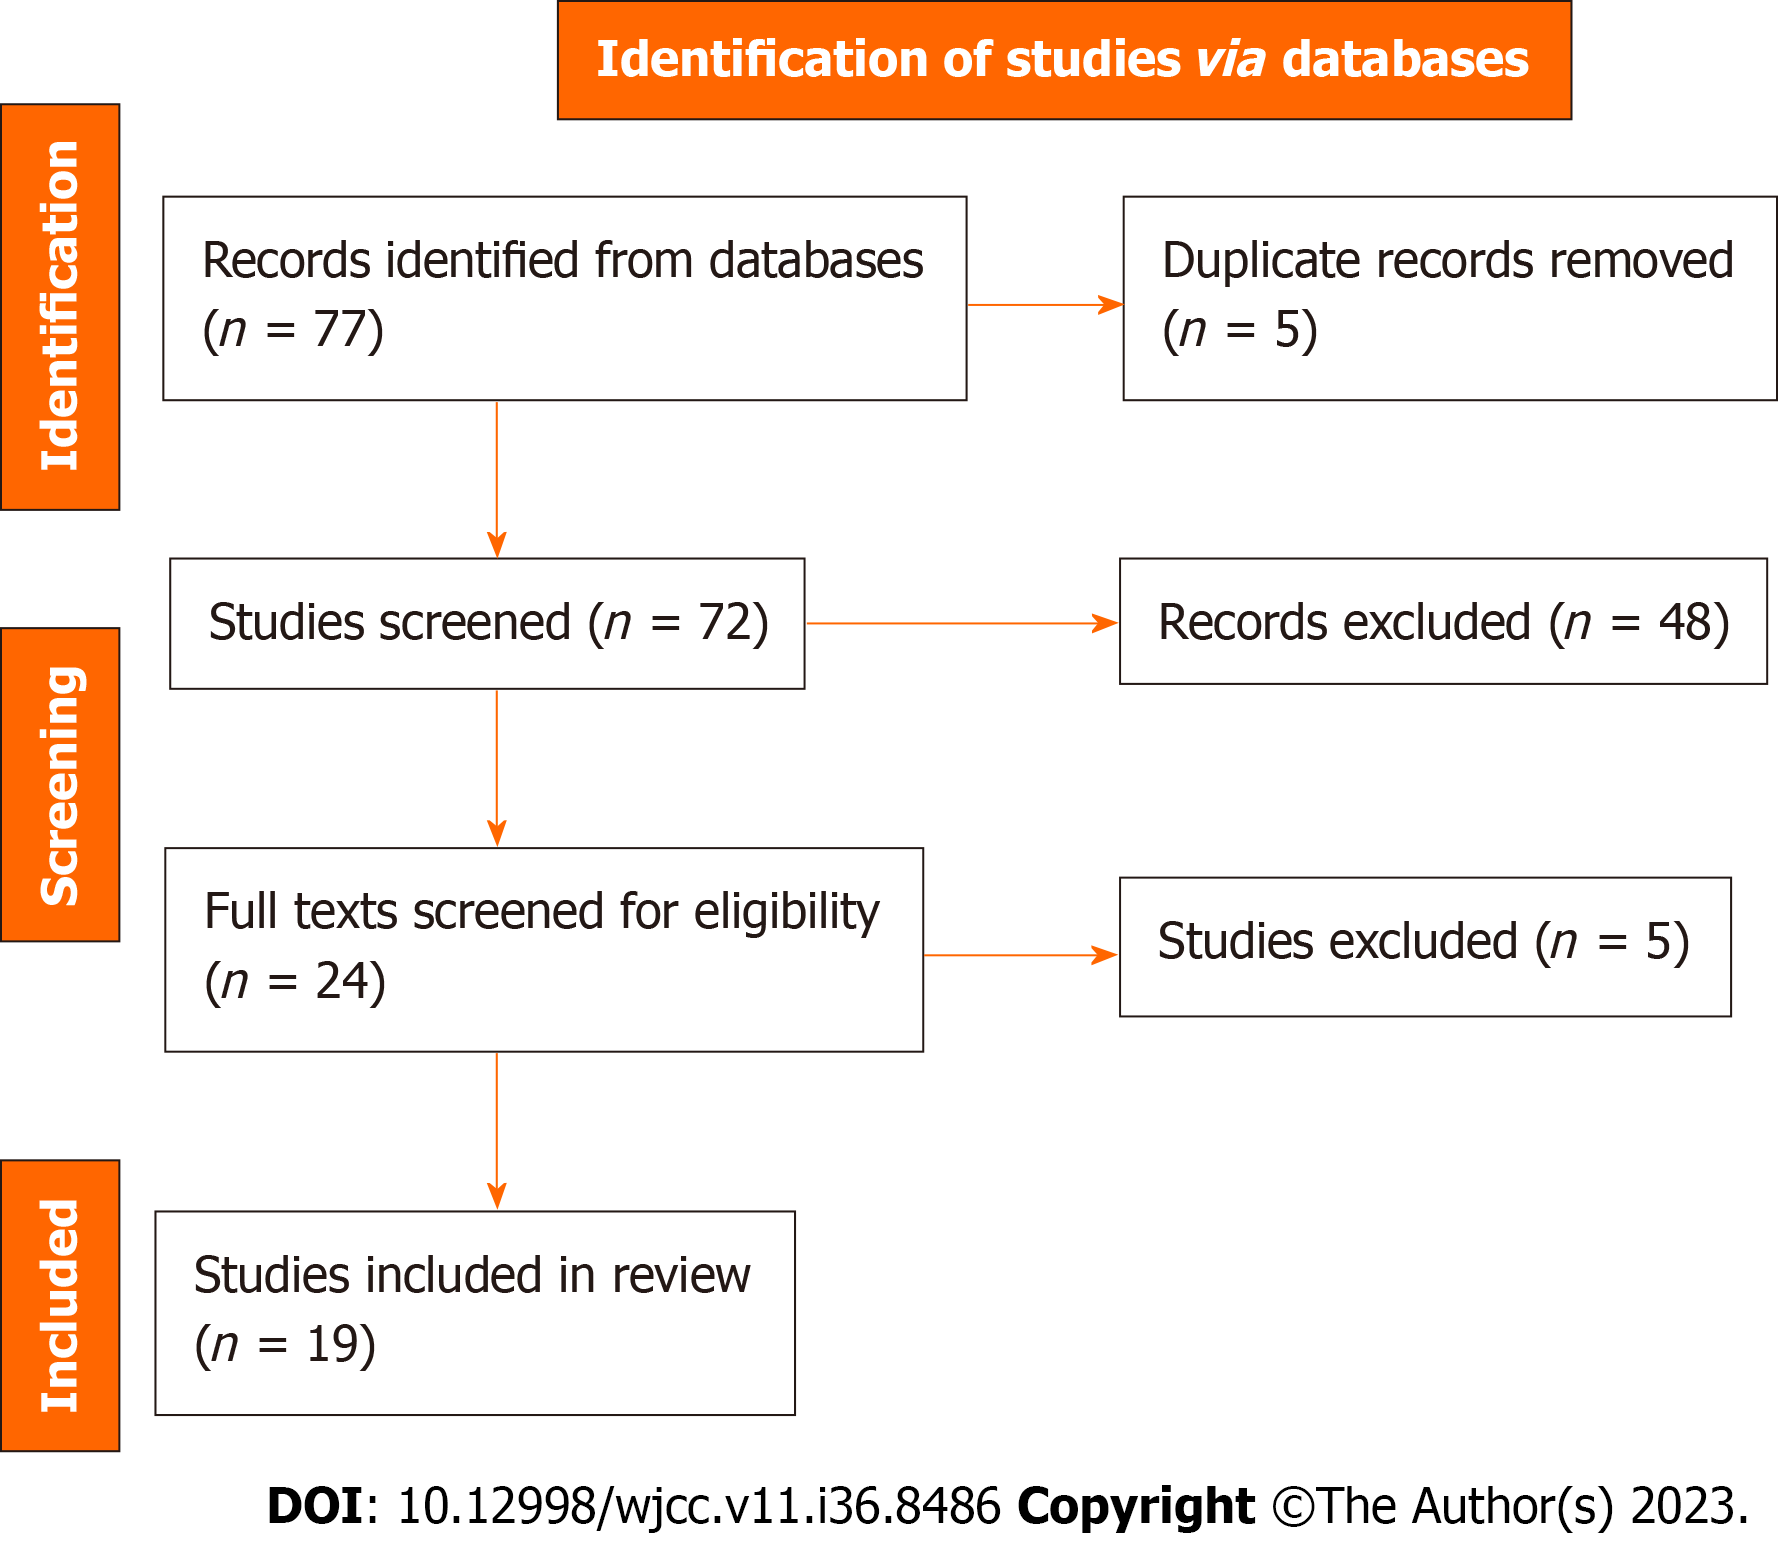 Identification of studies via databases
Identification
Records identified from databases
(n = 77)
Duplicate records removed
(n = 5)
Studies screened (n = 72)
Records excluded (n = 48)
Screening
Full texts screened for eligibility
(n = 24)
Studies excluded (n = 5)
Included
Studies included in review
(n = 19)
DOI: 10.12998/wjcc.v11.i36.8486 Copyright ©The Author(s) 2023.